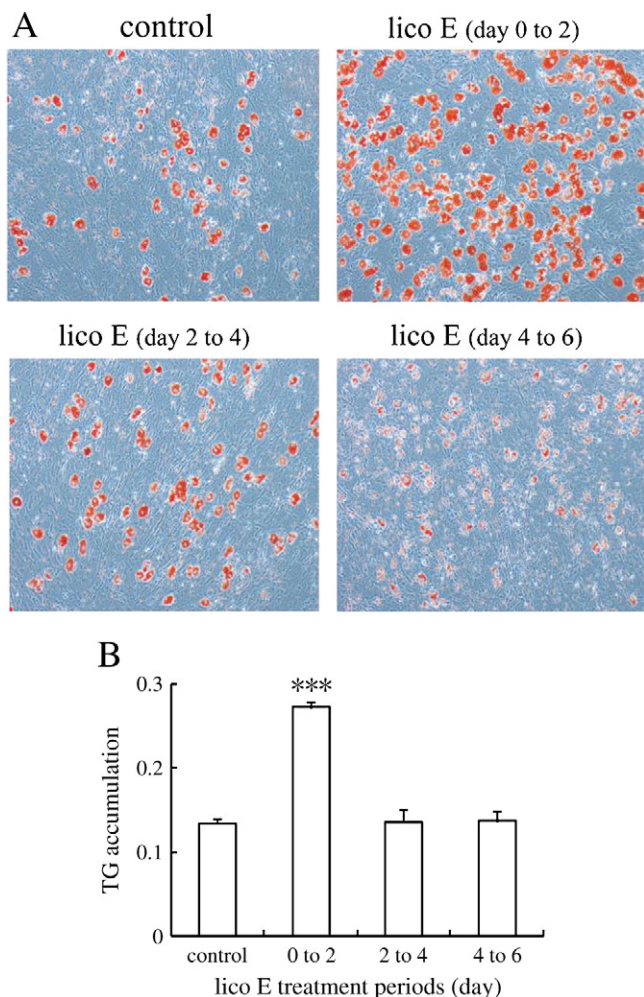 A
control
lico E (day 0 to 2)
lico E (day 2 to 4)
lico E (day 4 to 6)
B
TG accumulation
0.3
0.2
0.1
0
***
control
0 to 2
2 to 4
4 to 6
lico E treatment periods (day)